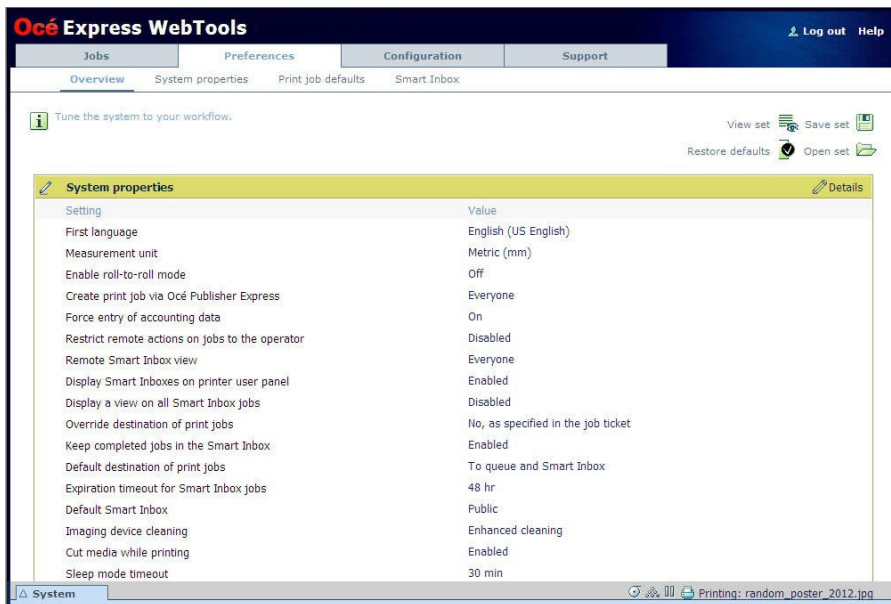 Océ Express WebTools
Log out Help
Jobs Preferences Configuration Support
Overview System properties Print job defaults Smart Inbox
i Tune the system to your workflow.
View set Save set
Restore defaults Open set
System properties Details
Setting Value
First language English (US English)
Measurement unit Metric (mm)
Enable roll-to-roll mode Off
Create print job via Océ Publisher Express Everyone
Force entry of accounting data On
Restrict remote actions on jobs to the operator Disabled
Remote Smart Inbox view Everyone
Display Smart Inboxes on printer user panel Enabled
Display a view on all Smart Inbox jobs Disabled
Override destination of print jobs No, as specified in the job ticket
Keep completed jobs in the Smart Inbox Enabled
Default destination of print jobs To queue and Smart Inbox
Expiration timeout for Smart Inbox jobs 48 hr
Default Smart Inbox Public
Imaging device cleaning Enhanced cleaning
Cut media while printing Enabled
Sleep mode timeout 30 min
System Printing: random_poster_2012.jpg